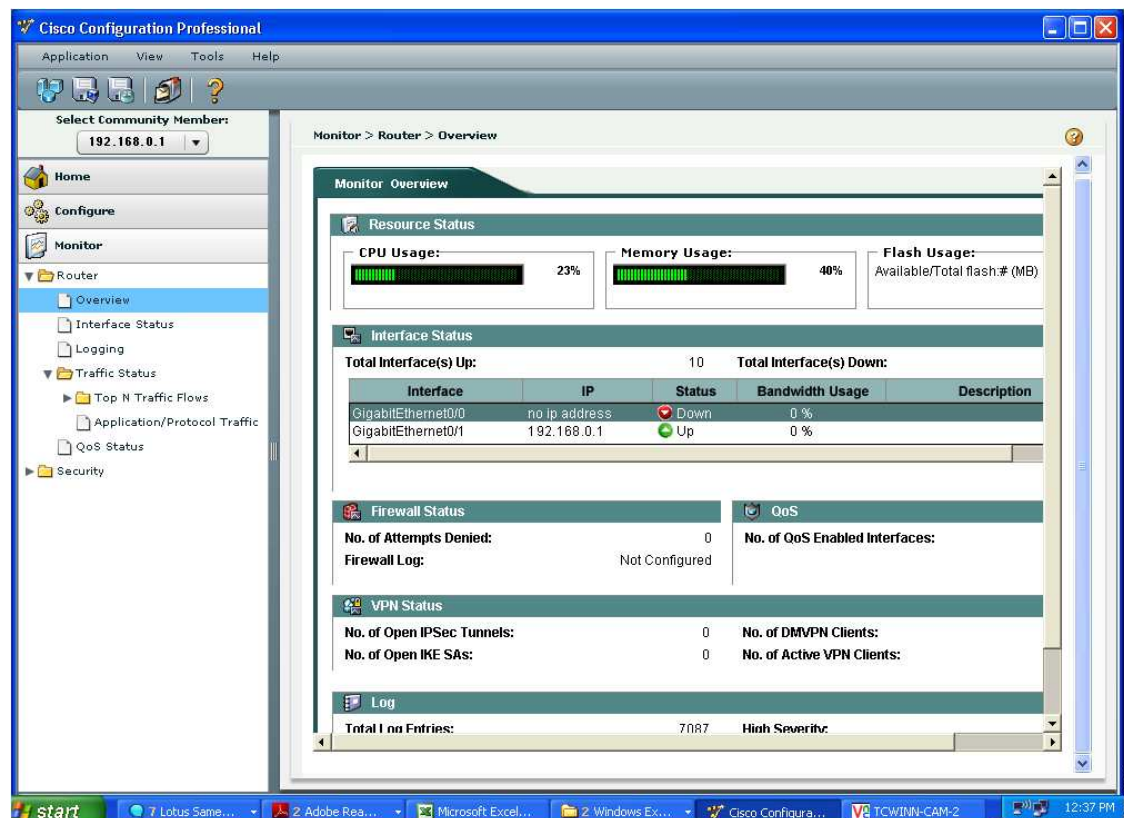 Cisco Configuration Professional
Application View Tools Help
Select Community Member:
192.168.0.1
Home
Configure
Monitor
Router
Overview
Interface Status
Logging
Traffic Status
Top N Traffic Flows
Application/Protocol Traffic
QoS Status
Security
Monitor > Router > Overview
Monitor Overview
Resource Status
CPU Usage:
23%
Memory Usage:
40%
Flash Usage:
Available/Total flash:# (MB)
Interface Status
Total Interface(s) Up: 10 Total Interface(s) Down:
Interface IP Status Bandwidth Usage Description
GigabitEthernet0/0 no ip address Down 0 %
GigabitEthernet0/1 192.168.0.1 Up 0 %
Firewall Status
No. of Attempts Denied: 0
Firewall Log: Not Configured
QoS
No. of QoS Enabled Interfaces:
VPN Status
No. of Open IPSec Tunnels: 0 No. of DMVPN Clients:
No. of Open IKE SAs: 0 No. of Active VPN Clients:
Log
Total Log Entries: 7087 High Severity:
start 7 Lotus Same... 2 Adobe Rea... Microsoft Excel... 2 Windows Ex... Cisco Configura... TCWINN-CAM-2 12:37 PM